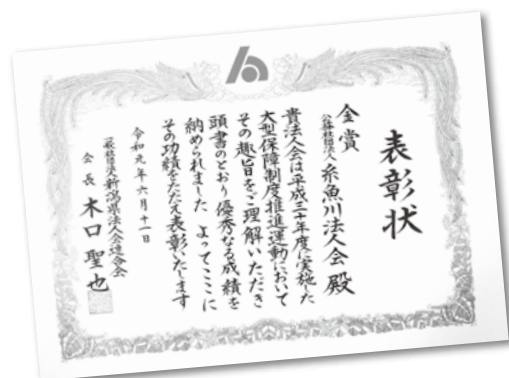 表彰状
金賞
公益社団法人 糸魚川法人会 殿
貴法人会は平成三十年度に実施した
大型保障制度推進運動において
その趣旨をご理解いただき
頭書のとおり優秀なる成績を
納められました よってここに
その功績をたたえ表彰いたします
令和元年六月十一日
一般社団法人 新潟県法人会連合会
会長 木口 聖也